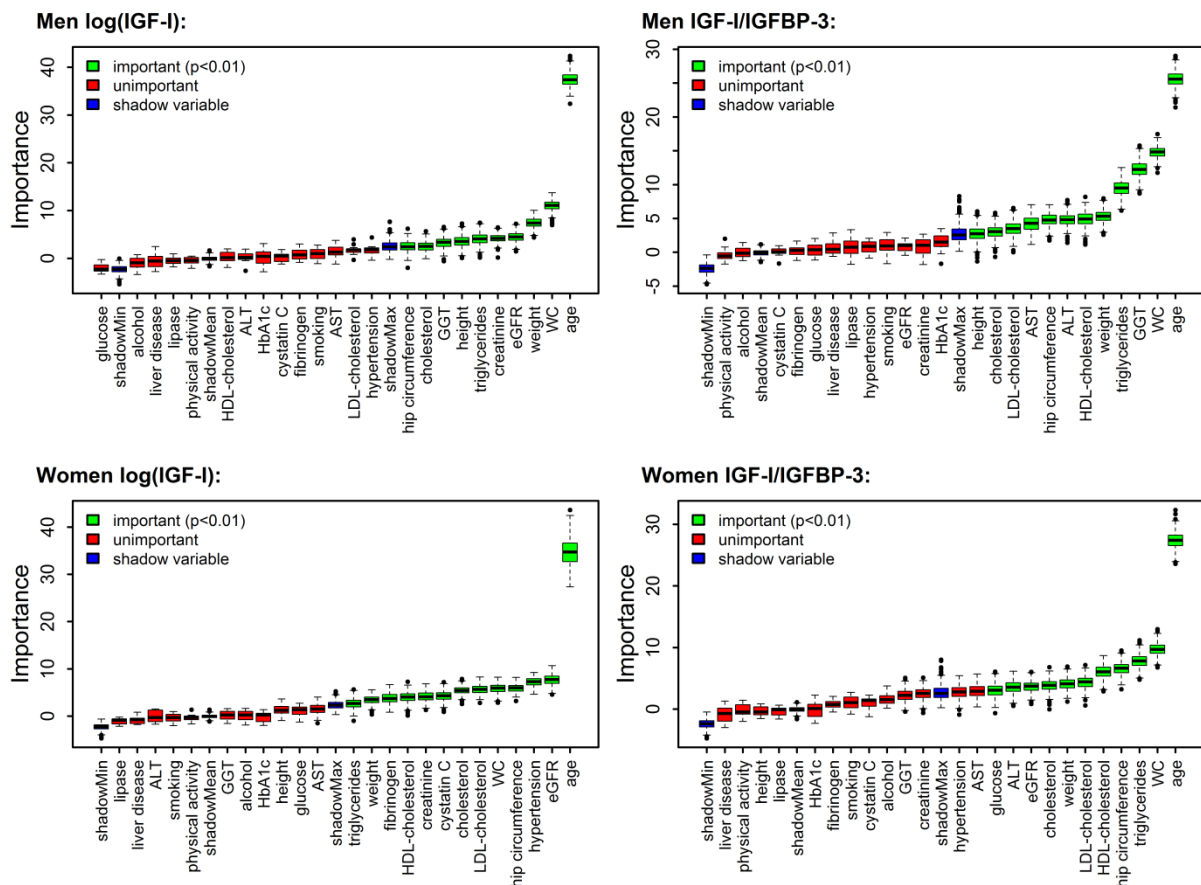 Men log(IGF-I):
Importance
40
30
20
10
0
important (p<0.01)
unimportant
shadow variable
glucose
shadowMin
alcohol
liver disease
lipase
physical activity
shadowMean
HDL-cholesterol
ALT
HbA1c
cystatin C
fibrinogen
smoking
AST
LDL-cholesterol
hypertension
shadowMax
hip circumference
cholesterol
GGT
height
triglycerides
creatinine
eGFR
weight
WC
age
Men IGF-I/IGFBP-3:
Importance
30
25
20
15
10
5
0
-5
important (p<0.01)
unimportant
shadow variable
shadowMin
physical activity
alcohol
shadowMean
cystatin C
fibrinogen
glucose
liver disease
lipase
hypertension
smoking
eGFR
creatinine
HbA1c
shadowMax
height
cholesterol
LDL-cholesterol
AST
hip circumference
ALT
HDL-cholesterol
weight
triglycerides
GGT
WC
age
Women log(IGF-I):
Importance
40
30
20
10
0
important (p<0.01)
unimportant
shadow variable
shadowMin
lipase
liver disease
ALT
smoking
physical activity
shadowMean
GGT
alcohol
HbA1c
height
glucose
AST
shadowMax
triglycerides
weight
fibrinogen
HDL-cholesterol
creatinine
cystatin C
cholesterol
LDL-cholesterol
WC
hip circumference
hypertension
eGFR
age
Women IGF-I/IGFBP-3:
Importance
30
20
10
0
important (p<0.01)
unimportant
shadow variable
shadowMin
liver disease
physical activity
height
lipase
shadowMean
HbA1c
fibrinogen
smoking
cystatin C
alcohol
GGT
creatinine
shadowMax
hypertension
AST
glucose
ALT
eGFR
cholesterol
weight
LDL-cholesterol
HDL-cholesterol
hip circumference
triglycerides
WC
age